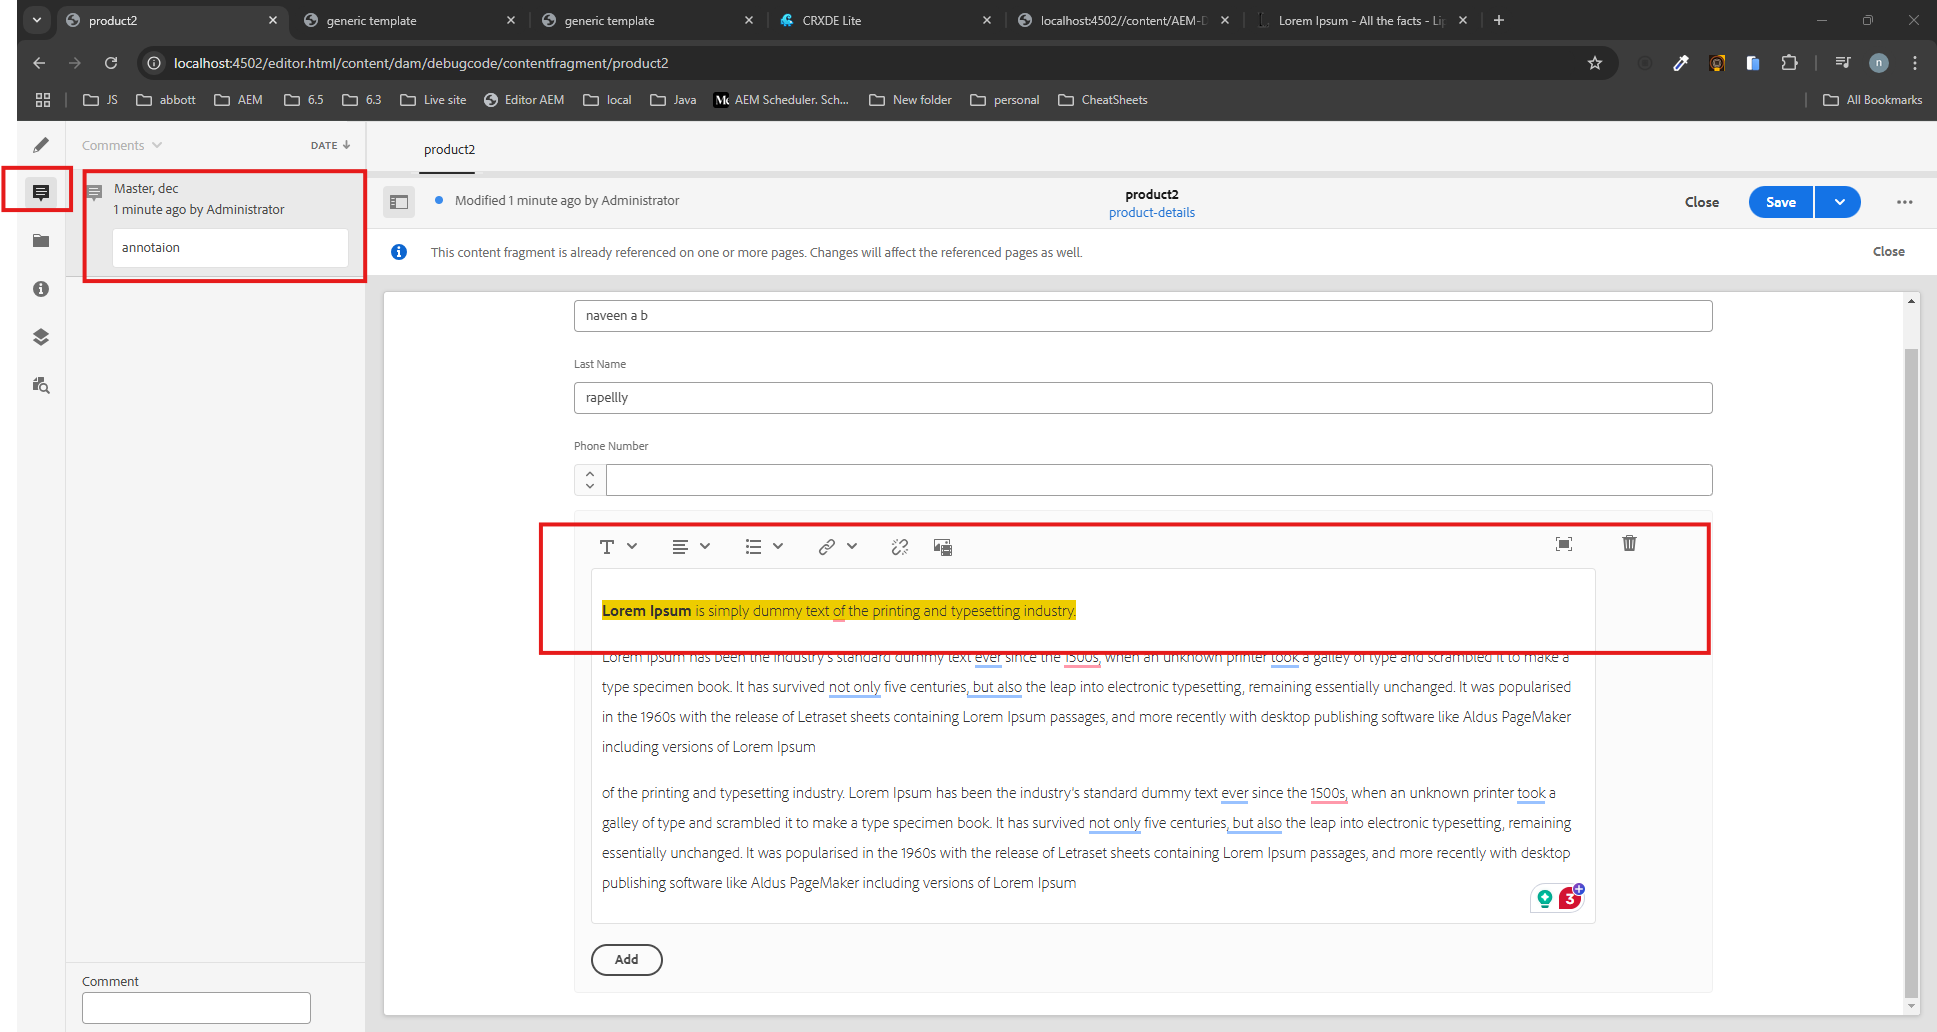 product2
generic template
generic template
CRXDE Lite
localhost:4502//content/AEM-D
Lorem Ipsum - All the facts - Lip
localhost:4502/editor.html/content/dam/debugcode/contentfragment/product2
n
JS
abbott
AEM
6.5
6.3
Live site
Editor AEM
local
Java
AEM Scheduler. Sch...
New folder
personal
CheatSheets
All Bookmarks
Comments
DATE
product2
Master, dec
1 minute ago by Administrator
annotaion
Modified 1 minute ago by Administrator
product2
product-details
Close
Save
This content fragment is already referenced on one or more pages. Changes will affect the referenced pages as well.
Close
naveen a b
Last Name
rapellly
Phone Number
Lorem Ipsum is simply dummy text of the printing and typesetting industry.
Lorem Ipsum has been the industry's standard dummy text ever since the 1500s, when an unknown printer took a galley of type and scrambled it to make a
type specimen book. It has survived not only five centuries, but also the leap into electronic typesetting, remaining essentially unchanged. It was popularised
in the 1960s with the release of Letraset sheets containing Lorem Ipsum passages, and more recently with desktop publishing software like Aldus PageMaker
including versions of Lorem Ipsum
of the printing and typesetting industry. Lorem Ipsum has been the industry's standard dummy text ever since the 1500s, when an unknown printer took a
galley of type and scrambled it to make a type specimen book. It has survived not only five centuries, but also the leap into electronic typesetting, remaining
essentially unchanged. It was popularised in the 1960s with the release of Letraset sheets containing Lorem Ipsum passages, and more recently with desktop
publishing software like Aldus PageMaker including versions of Lorem Ipsum
3
Add
Comment